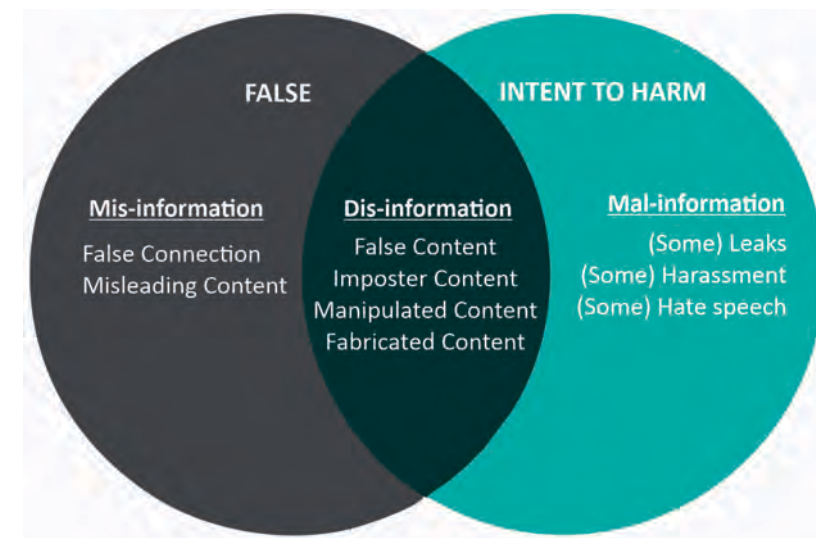 FALSE
INTENT TO HARM
Mis-information
False Connection
Misleading Content
Dis-information
False Content
Imposter Content
Manipulated Content
Fabricated Content
Mal-information
(Some) Leaks
(Some) Harassment
(Some) Hate speech